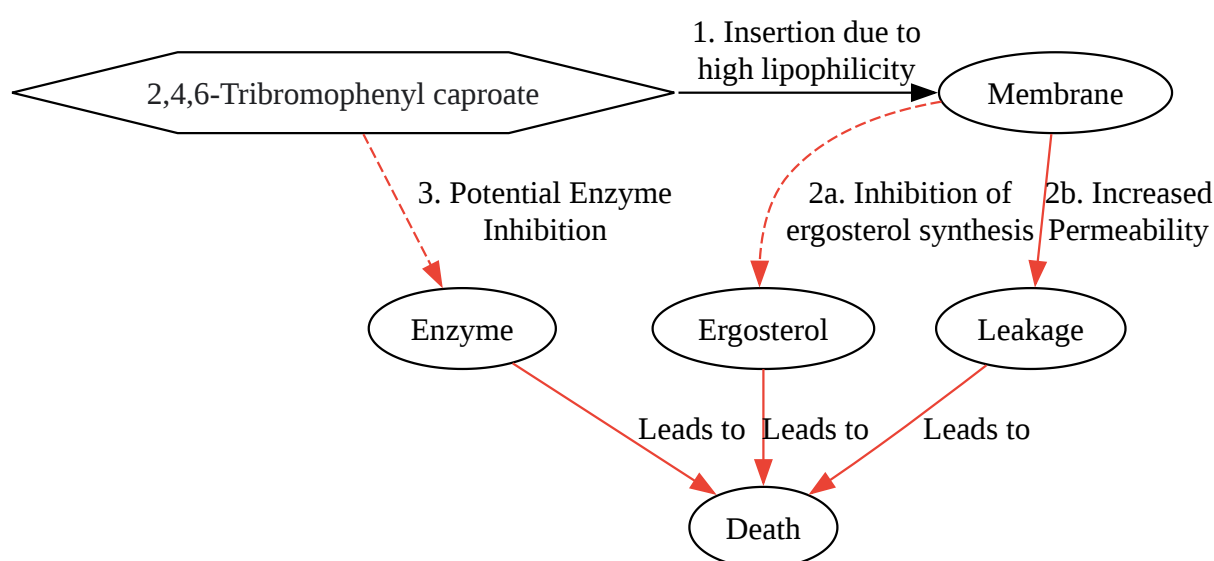 1. Insertion due to
high lipophilicity
2,4,6-Tribromophenyl caproate
Membrane
3. Potential Enzyme
Inhibition
2a. Inhibition of
ergosterol synthesis
2b. Increased
Permeability
Enzyme
Ergosterol
Leakage
Leads to
Leads to
Leads to
Death